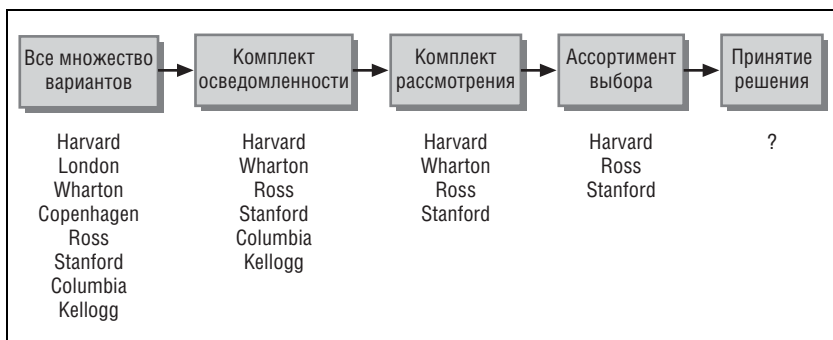 Все множество
вариантов
Комплект
осведомленности
Комплект
рассмотрения
Ассортимент
выбора
Принятие
решения
Harvard
London
Wharton
Copenhagen
Ross
Stanford
Columbia
Kellogg
Harvard
Wharton
Ross
Stanford
Columbia
Kellogg
Harvard
Wharton
Ross
Stanford
Harvard
Ross
Stanford
?